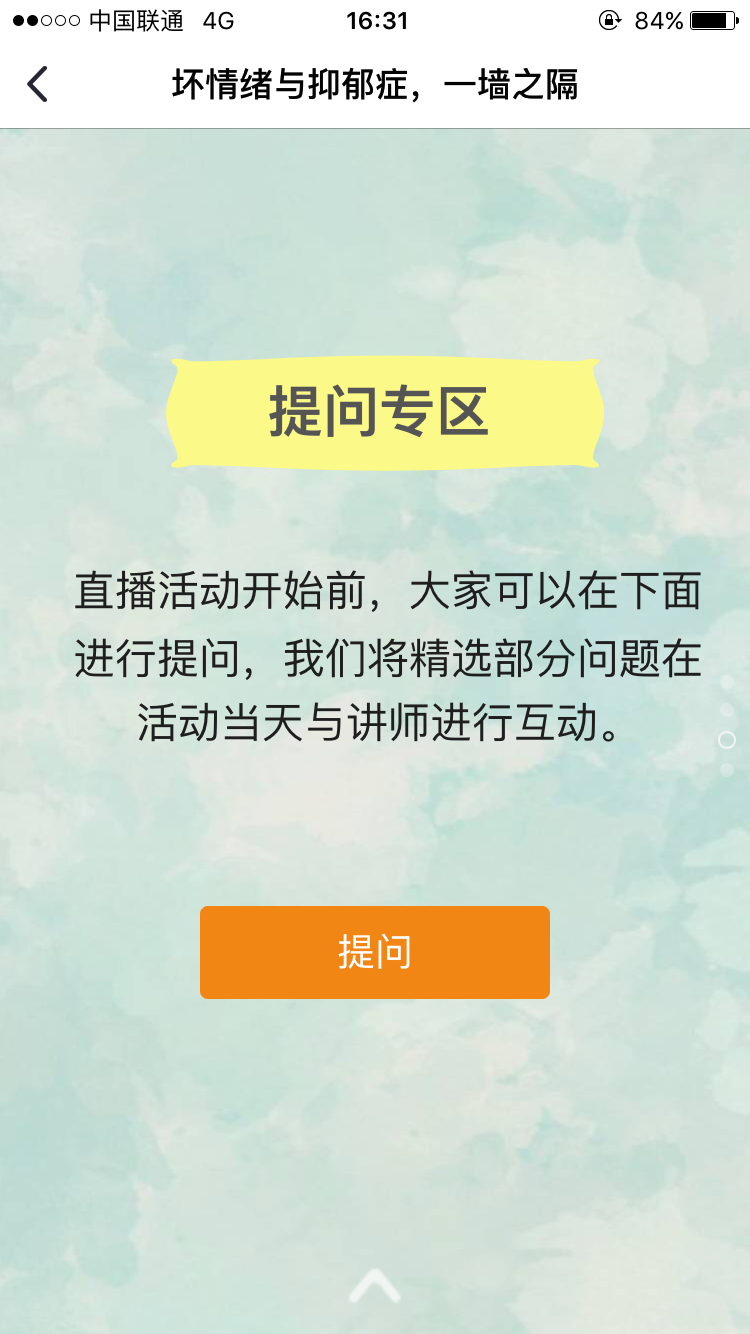 中国联通 4G 16:31 84%
坏情绪与抑郁症，一墙之隔
提问专区
直播活动开始前，大家可以在下面
进行提问，我们将精选部分问题在
活动当天与讲师进行互动。
提问